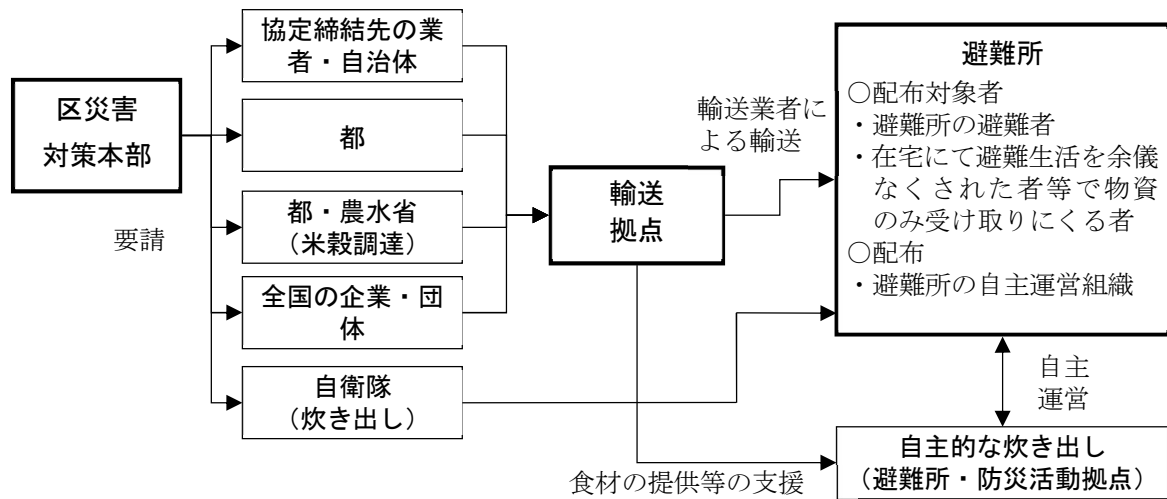 区災害
対策本部
要請
協定締結先の業
者・自治体
都
都・農水省
（米穀調達）
全国の企業・団
体
自衛隊
（炊き出し）
輸送
拠点
輸送業者に
よる輸送
避難所
○配布対象者
・避難所の避難者
・在宅にて避難生活を余儀
なくされた者等で物資
のみ受け取りにくる者
○配布
・避難所の自主運営組織
自主
運営
食材の提供等の支援
自主的な炊き出し
（避難所・防災活動拠点）